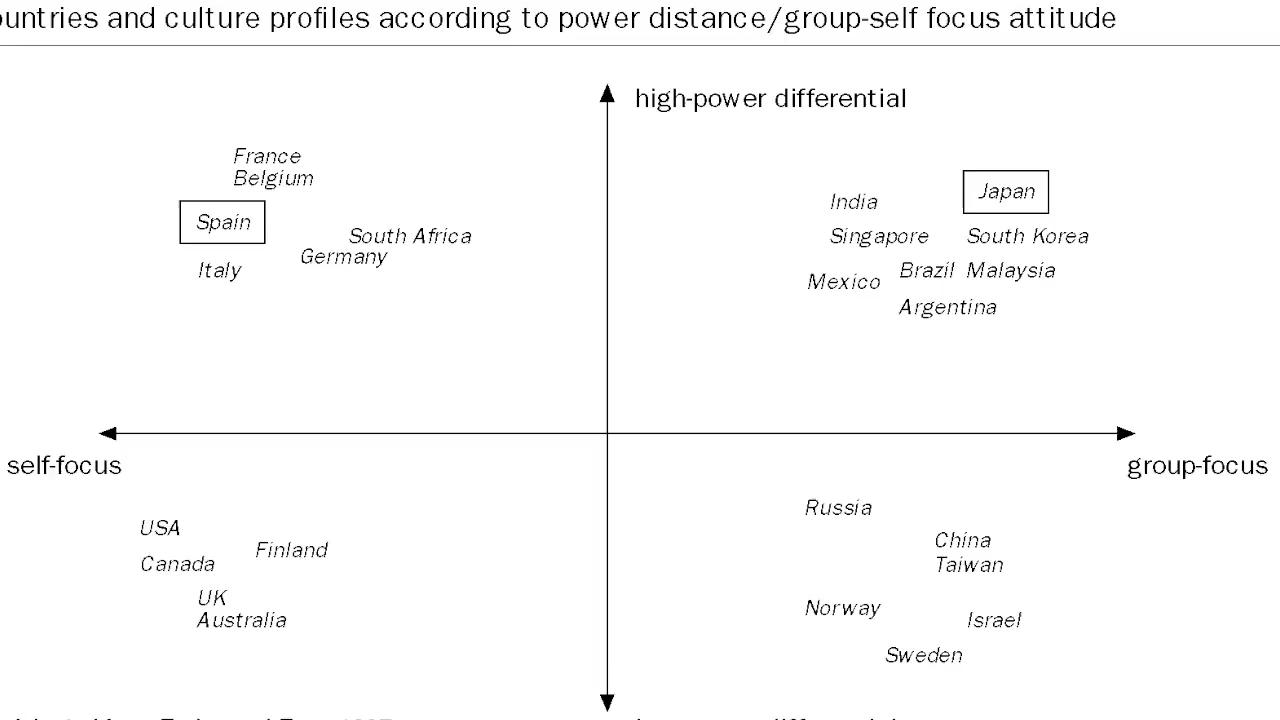 ountries and culture profiles according to power distance/group-self focus attitude
high-power differential
France
Belgium
Spain
South Africa
Germany
Italy
India
Japan
Singapore
South Korea
Mexico
Brazil
Malaysia
Argentina
self-focus
group-focus
USA
Finland
Canada
UK
Australia
Russia
China
Taiwan
Norway
Israel
Sweden